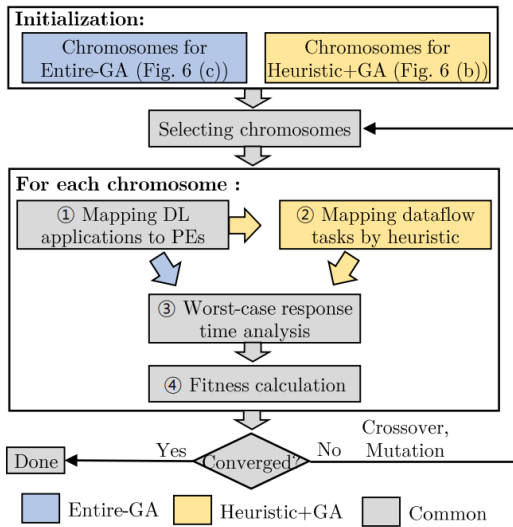 Initialization:
Chromosomes for
Entire-GA (Fig. 6 (c))
Chromosomes for
Heuristic+GA (Fig. 6 (b))
Selecting chromosomes
For each chromosome :
① Mapping DL
applications to PEs
② Mapping dataflow
tasks by heuristic
③ Worst-case response
time analysis
④ Fitness calculation
Crossover,
Mutation
Yes
No
Done
Converged?
Entire-GA
Heuristic+GA
Common